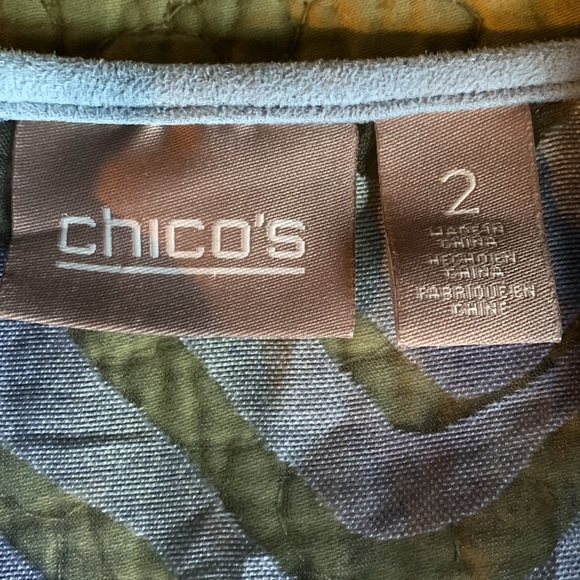 chico's
2
MADE IN
CHINA
HECHO EN
CHINA
FABRIQUE EN
CHINE